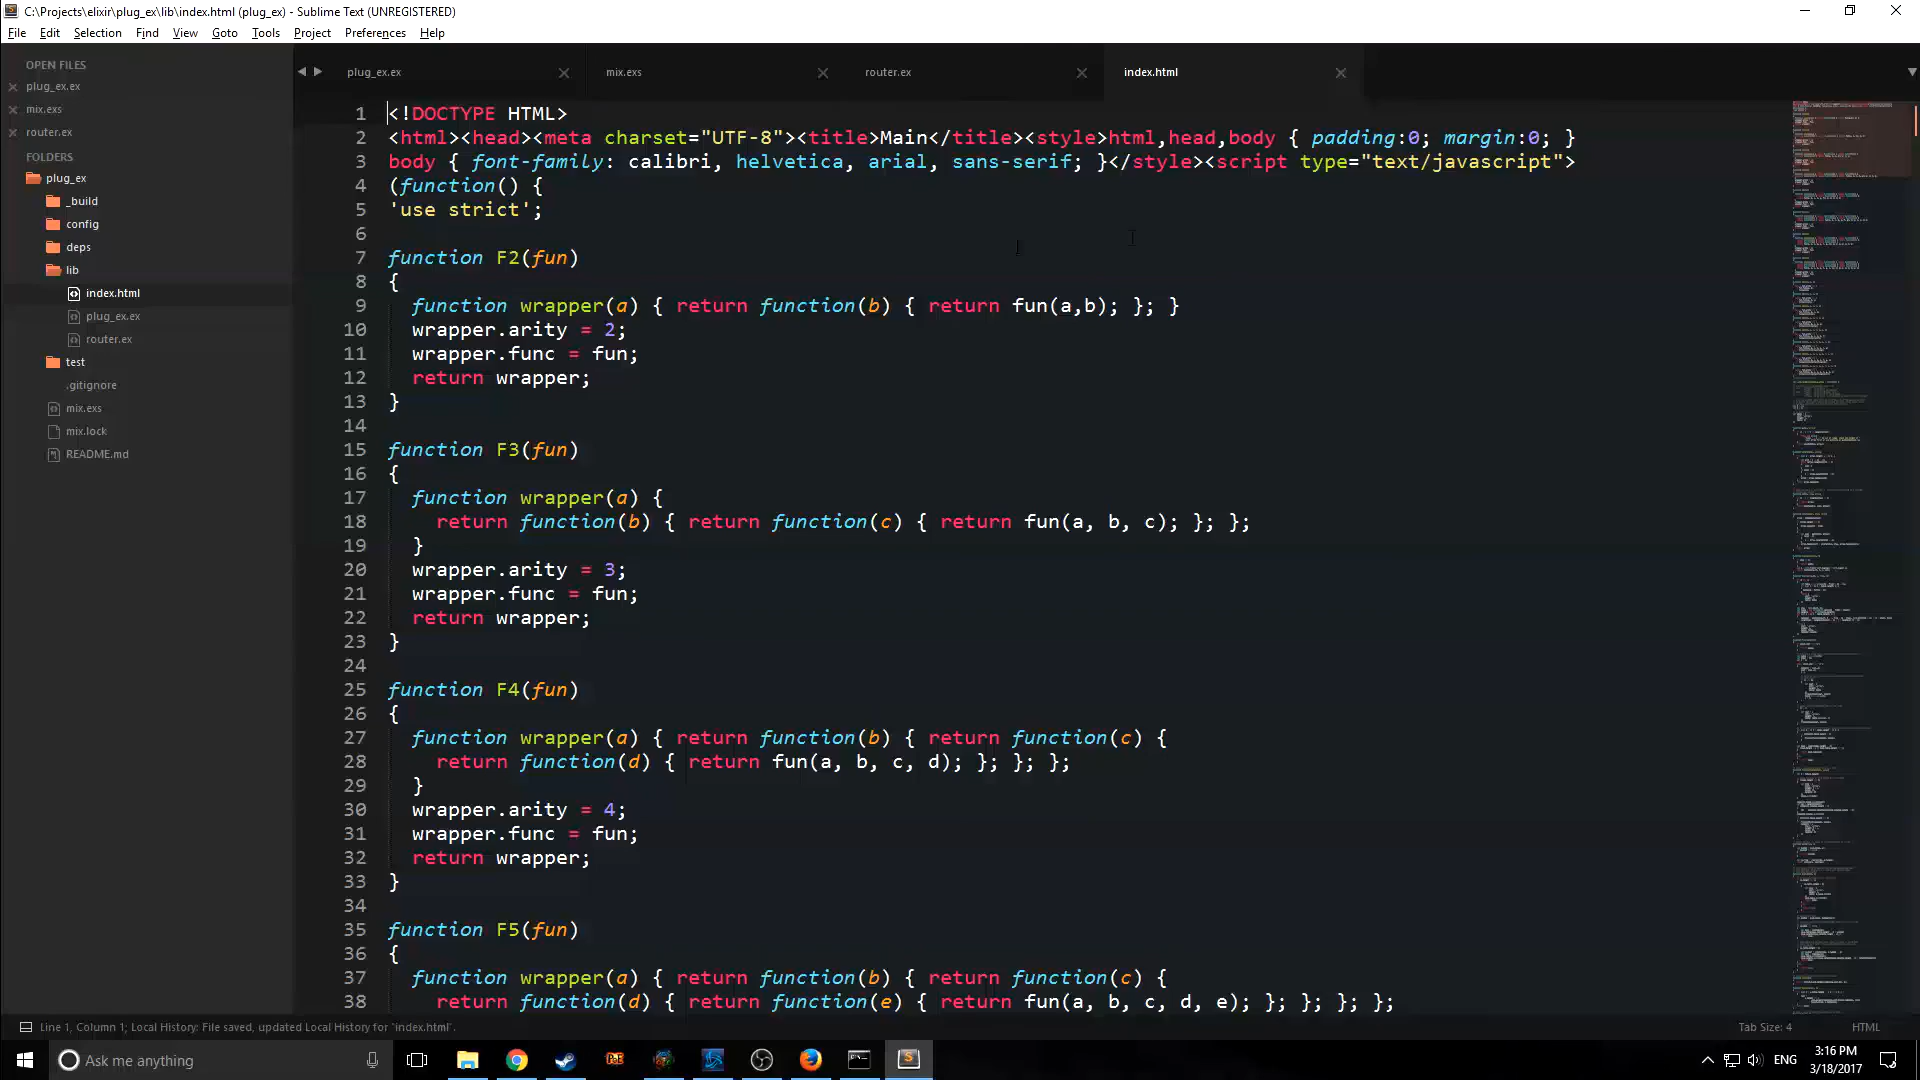 C:\Projects\elixir\plug_ex\lib\index.html (plug_ex) - Sublime Text (UNREGISTERED)
File Edit Selection Find View Goto Tools Project Preferences Help
OPEN FILES
plug_ex.ex
mix.exs
router.ex
FOLDERS
plug_ex
_build
config
deps
lib
index.html
plug_ex.ex
router.ex
test
.gitignore
mix.exs
mix.lock
README.md
plug_ex.ex mix.exs router.ex index.html
1 <!DOCTYPE HTML>
2 <html><head><meta charset="UTF-8"><title>Main</title><style>html,head,body { padding:0; margin:0; }
3 body { font-family: calibri, helvetica, arial, sans-serif; }</style><script type="text/javascript">
4 (function() {
5 'use strict';
6
7 function F2(fun)
8 {
9   function wrapper(a) { return function(b) { return fun(a,b); }; }
10   wrapper.arity = 2;
11   wrapper.func = fun;
12   return wrapper;
13 }
14
15 function F3(fun)
16 {
17   function wrapper(a) {
18     return function(b) { return function(c) { return fun(a, b, c); }; };
19   }
20   wrapper.arity = 3;
21   wrapper.func = fun;
22   return wrapper;
23 }
24
25 function F4(fun)
26 {
27   function wrapper(a) { return function(b) { return function(c) {
28     return function(d) { return fun(a, b, c, d); }; }; };
29   }
30   wrapper.arity = 4;
31   wrapper.func = fun;
32   return wrapper;
33 }
34
35 function F5(fun)
36 {
37   function wrapper(a) { return function(b) { return function(c) {
38     return function(d) { return function(e) { return fun(a, b, c, d, e); }; }; }; };
Line 1, Column 1; Local History: File saved, updated Local History for 'index.html'.
Tab Size: 4 HTML
Ask me anything
ENG
3:16 PM
3/18/2017